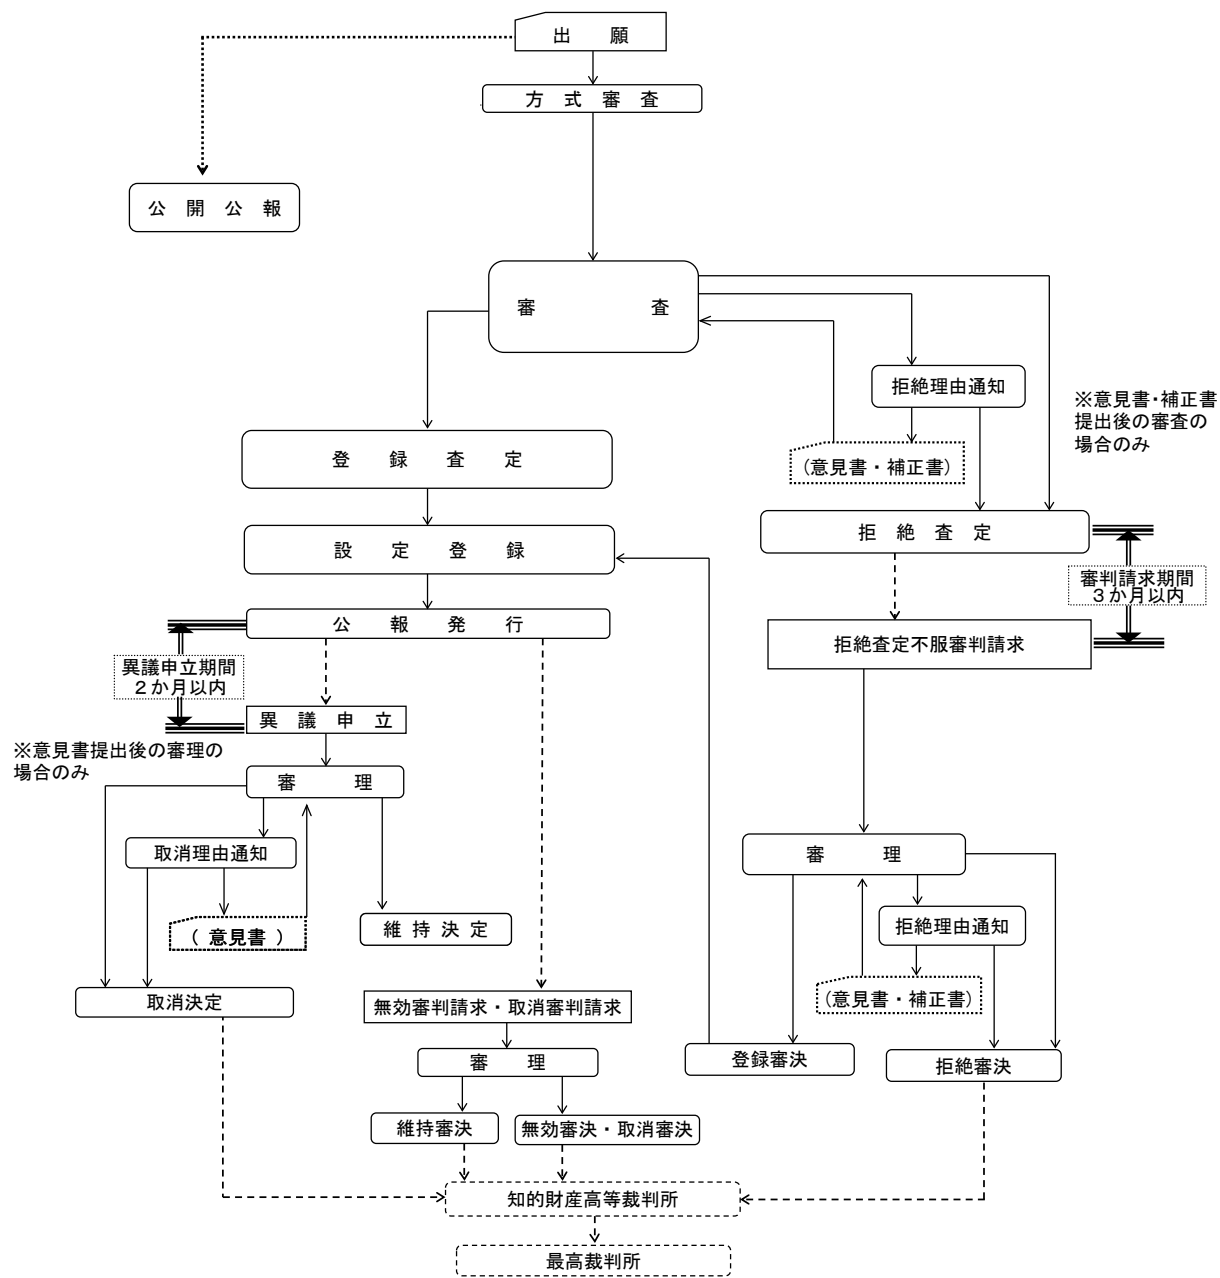 出願
方式審査
公開公報
審査
拒絶理由通知
※意見書・補正書
提出後の審査の
場合のみ
(意見書・補正書)
登録査定
拒絶査定
設定登録
審判請求期間
３か月以内
公報発行
拒絶査定不服審判請求
異議申立期間
２か月以内
異議申立
※意見書提出後の審理の
場合のみ
審理
取消理由通知
審理
維持決定
(意見書)
拒絶理由通知
取消決定
無効審判請求・取消審判請求
(意見書・補正書)
審理
登録審決
拒絶審決
維持審決
無効審決・取消審決
知的財産高等裁判所
最高裁判所